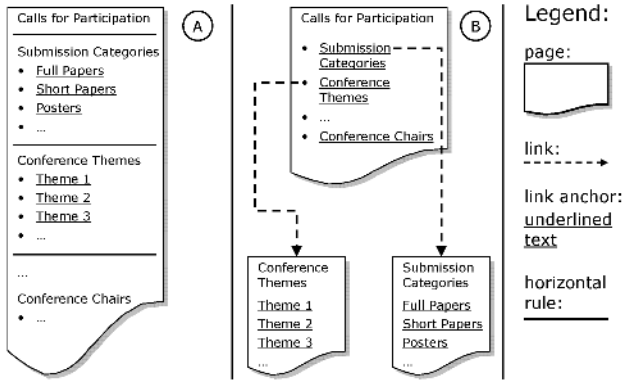 Calls for Participation
A
Submission Categories
• Full Papers
• Short Papers
• Posters
• ...
Conference Themes
• Theme 1
• Theme 2
• Theme 3
• ...
...
Conference Chairs
• ...
Calls for Participation
B
• Submission
Categories
• Conference
Themes
• ...
• Conference Chairs
Conference
Themes
Theme 1
Theme 2
Theme 3
...
Submission
Categories
Full Papers
Short Papers
Posters
...
Legend:
page:
link:
link anchor:
underlined
text
horizontal
rule: